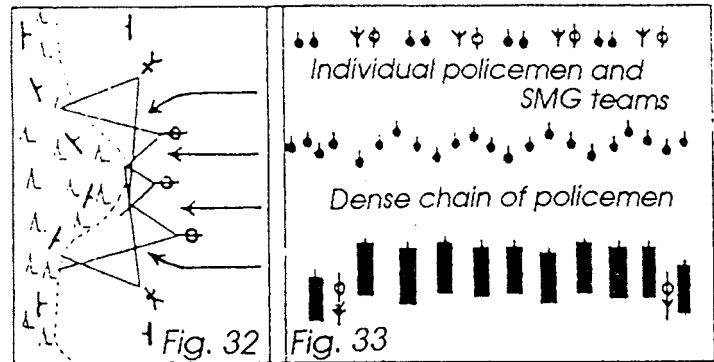 Individual policemen and
SMG teams
Dense chain of policemen
Fig. 32
Fig. 33